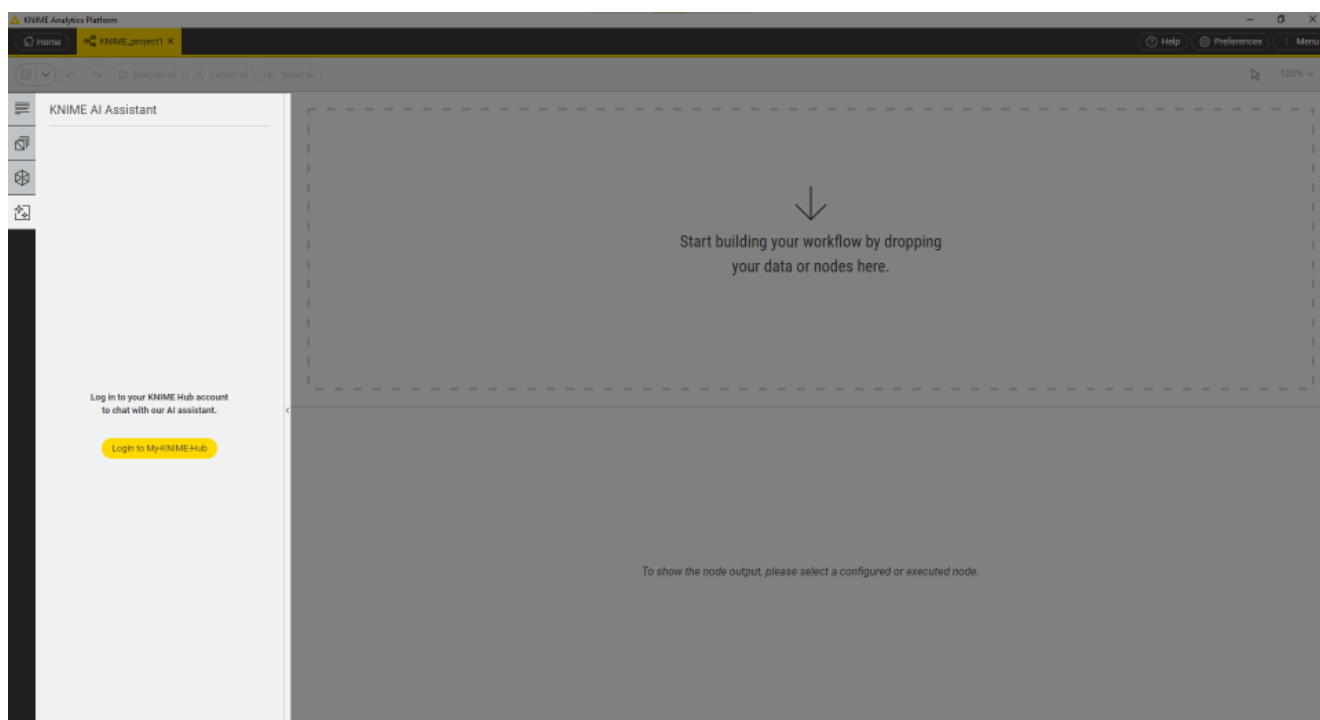 KNIME Analytics Platform
Home
KNIME_project1
Help
Preferences
Menu
Execute all
Cancel all
Reset all
100%
KNIME AI Assistant
Start building your workflow by dropping
your data or nodes here.
Log in to your KNIME Hub account
to chat with our AI assistant.
Login to My-KNIME-Hub
To show the node output, please select a configured or executed node.